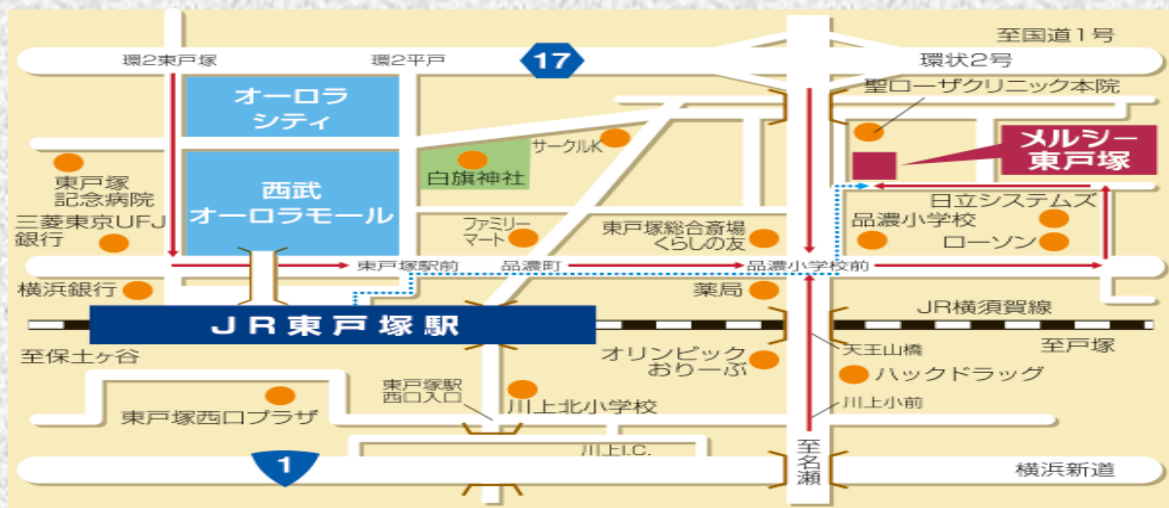 至国道1号
環2東戸塚
環2平戸
17
環状2号
聖ローザクリニック本院
オーロラ
シティ
サークルK
メルシー
東戸塚
白旗神社
東戸塚
記念病院
西武
オーロラモール
日立システムズ
三菱東京UFJ
銀行
ファミリー
マート
東戸塚総合斎場
くらしの友
品濃小学校
ローソン
東戸塚駅前
品濃町
品濃小学校前
横浜銀行
薬局
JR横須賀線
JR東戸塚駅
至保土ヶ谷
オリンピック
おりーぶ
天王山橋
至戸塚
ハックドラッグ
東戸塚駅
西口入口
東戸塚西口プラザ
川上北小学校
川上小前
川上I.C.
至名瀬
1
横浜新道